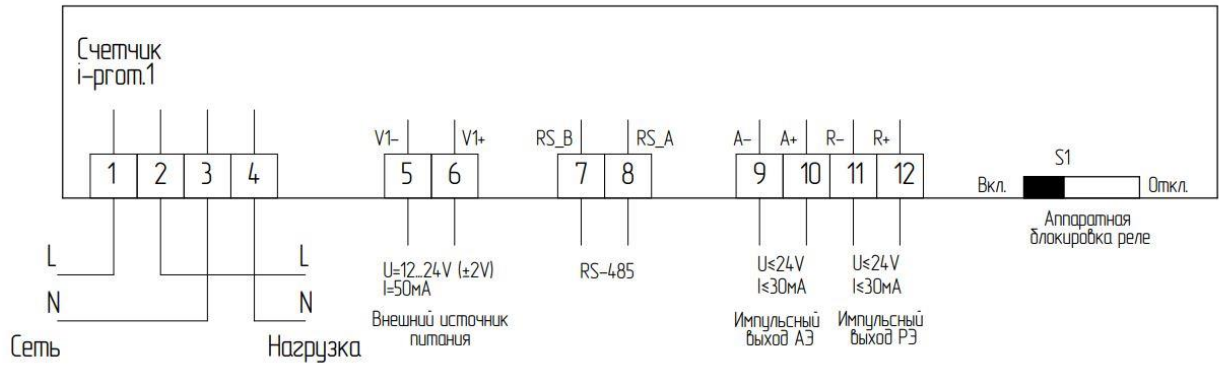 Счетчик
i-prom.1
V1- V1+ RS_B RS_A A- A+ R- R+
1 2 3 4 5 6 7 8 9 10 11 12
S1
Вкл. Откл.
Аппаратная
блокировка реле
L L
N N
Сеть Нагрузка
U=12...24V (±2V)
I=50мА
Внешний источник
питания
RS-485
U≤24V
I≤30мА
Импульсный
выход АЭ
U≤24V
I≤30мА
Импульсный
выход РЭ